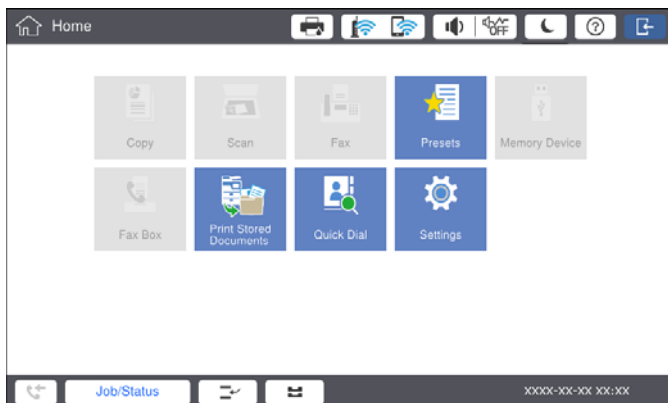 Home
OFF
?
Copy
Scan
Fax
Presets
Memory Device
Fax Box
Print Stored
Documents
Quick Dial
Settings
Job/Status
XXXX-XX-XX XX:XX